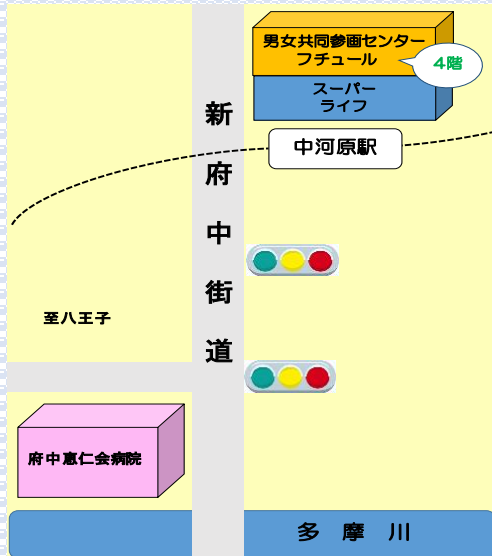 男女共同参画センター
フチュール
4階
スーパー
ライフ
中河原駅
新府中街道
至八王子
府中恵仁会病院
多摩川